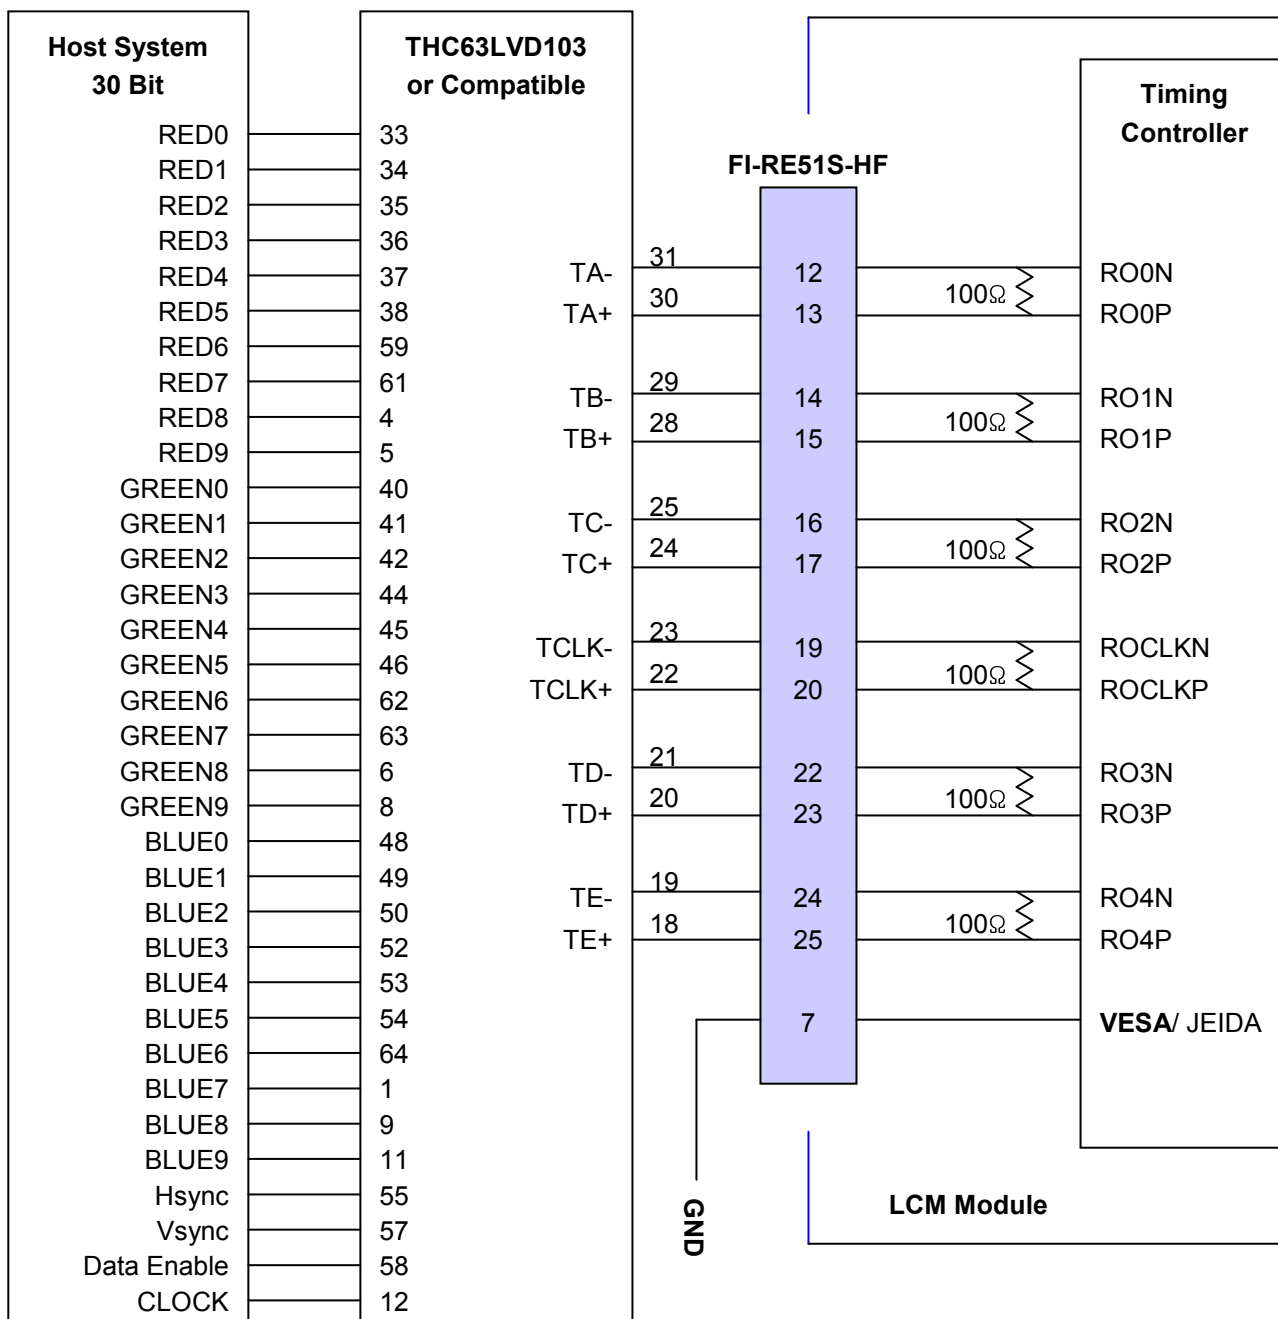 Host System
30 Bit
RED0
RED1
RED2
RED3
RED4
RED5
RED6
RED7
RED8
RED9
GREEN0
GREEN1
GREEN2
GREEN3
GREEN4
GREEN5
GREEN6
GREEN7
GREEN8
GREEN9
BLUE0
BLUE1
BLUE2
BLUE3
BLUE4
BLUE5
BLUE6
BLUE7
BLUE8
BLUE9
Hsync
Vsync
Data Enable
CLOCK
THC63LVD103
or Compatible
33
34
35
36
37
38
59
61
4
5
40
41
42
44
45
46
62
63
6
8
48
49
50
52
53
54
64
1
9
11
55
57
58
12
TA-
TA+
TB-
TB+
TC-
TC+
TCLK-
TCLK+
TD-
TD+
TE-
TE+
31
30
29
28
25
24
23
22
21
20
19
18
GND
FI-RE51S-HF
12
13
14
15
16
17
19
20
22
23
24
25
7
100Ω
100Ω
100Ω
100Ω
100Ω
100Ω
LCM Module
Timing
Controller
RO0N
RO0P
RO1N
RO1P
RO2N
RO2P
ROCLKN
ROCLKP
RO3N
RO3P
RO4N
RO4P
VESA/ JEIDA